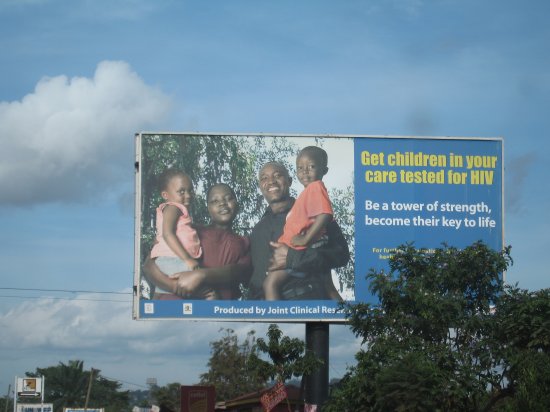 Get children in your
care tested for HIV
Be a tower of strength,
become their key to life
For
Produced by Joint Clinical